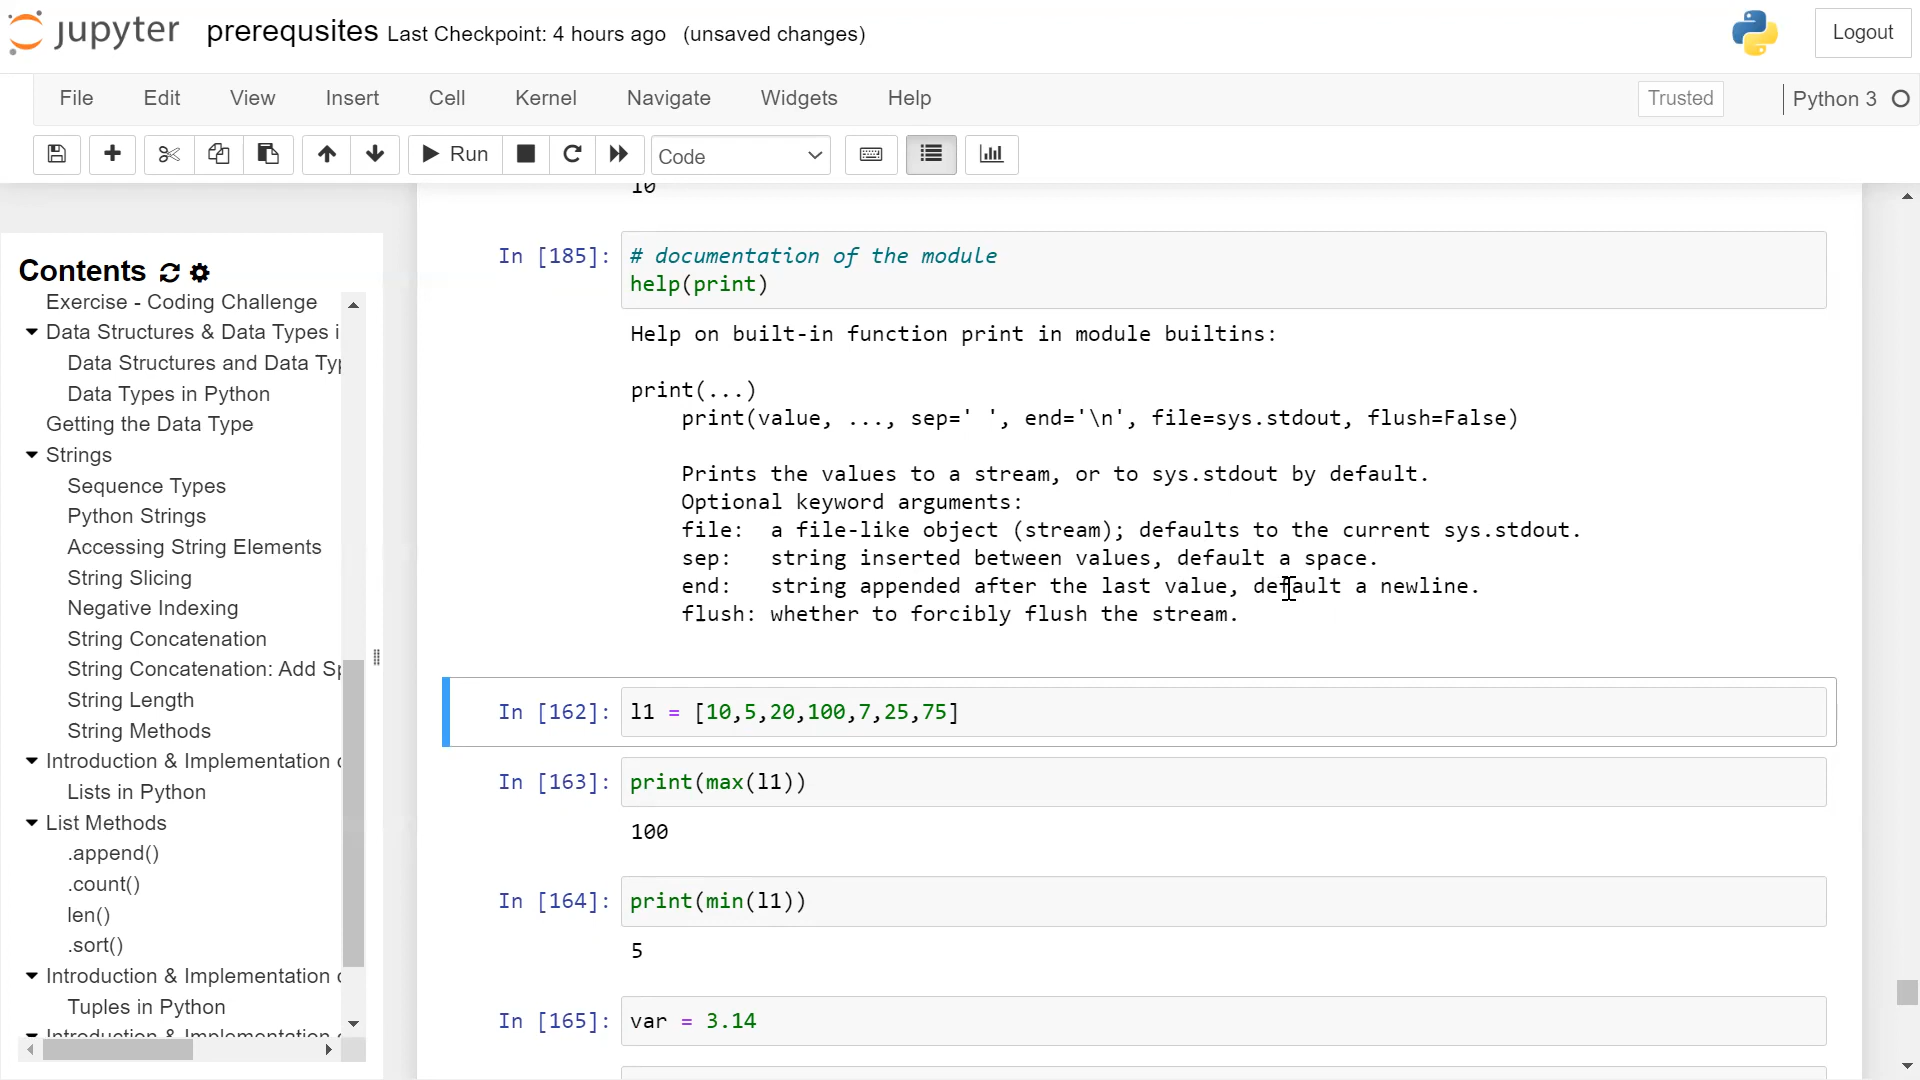 jupyter prerequsites Last Checkpoint: 4 hours ago (unsaved changes) Logout
File Edit View Insert Cell Kernel Navigate Widgets Help Trusted Python 3
Run Code
Contents
Exercise - Coding Challenge
Data Structures & Data Types i
Data Structures and Data Typ
Data Types in Python
Getting the Data Type
Strings
Sequence Types
Python Strings
Accessing String Elements
String Slicing
Negative Indexing
String Concatenation
String Concatenation: Add Sp
String Length
String Methods
Introduction & Implementation o
Lists in Python
List Methods
.append()
.count()
len()
.sort()
Introduction & Implementation o
Tuples in Python
Introduction & Implementation
10
In [185]: # documentation of the module
help(print)
Help on built-in function print in module builtins:
print(...)
print(value, ..., sep=' ', end='\n', file=sys.stdout, flush=False)
Prints the values to a stream, or to sys.stdout by default.
Optional keyword arguments:
file: a file-like object (stream); defaults to the current sys.stdout.
sep: string inserted between values, default a space.
end: string appended after the last value, default a newline.
flush: whether to forcibly flush the stream.
In [162]: l1 = [10,5,20,100,7,25,75]
In [163]: print(max(l1))
100
In [164]: print(min(l1))
5
In [165]: var = 3.14